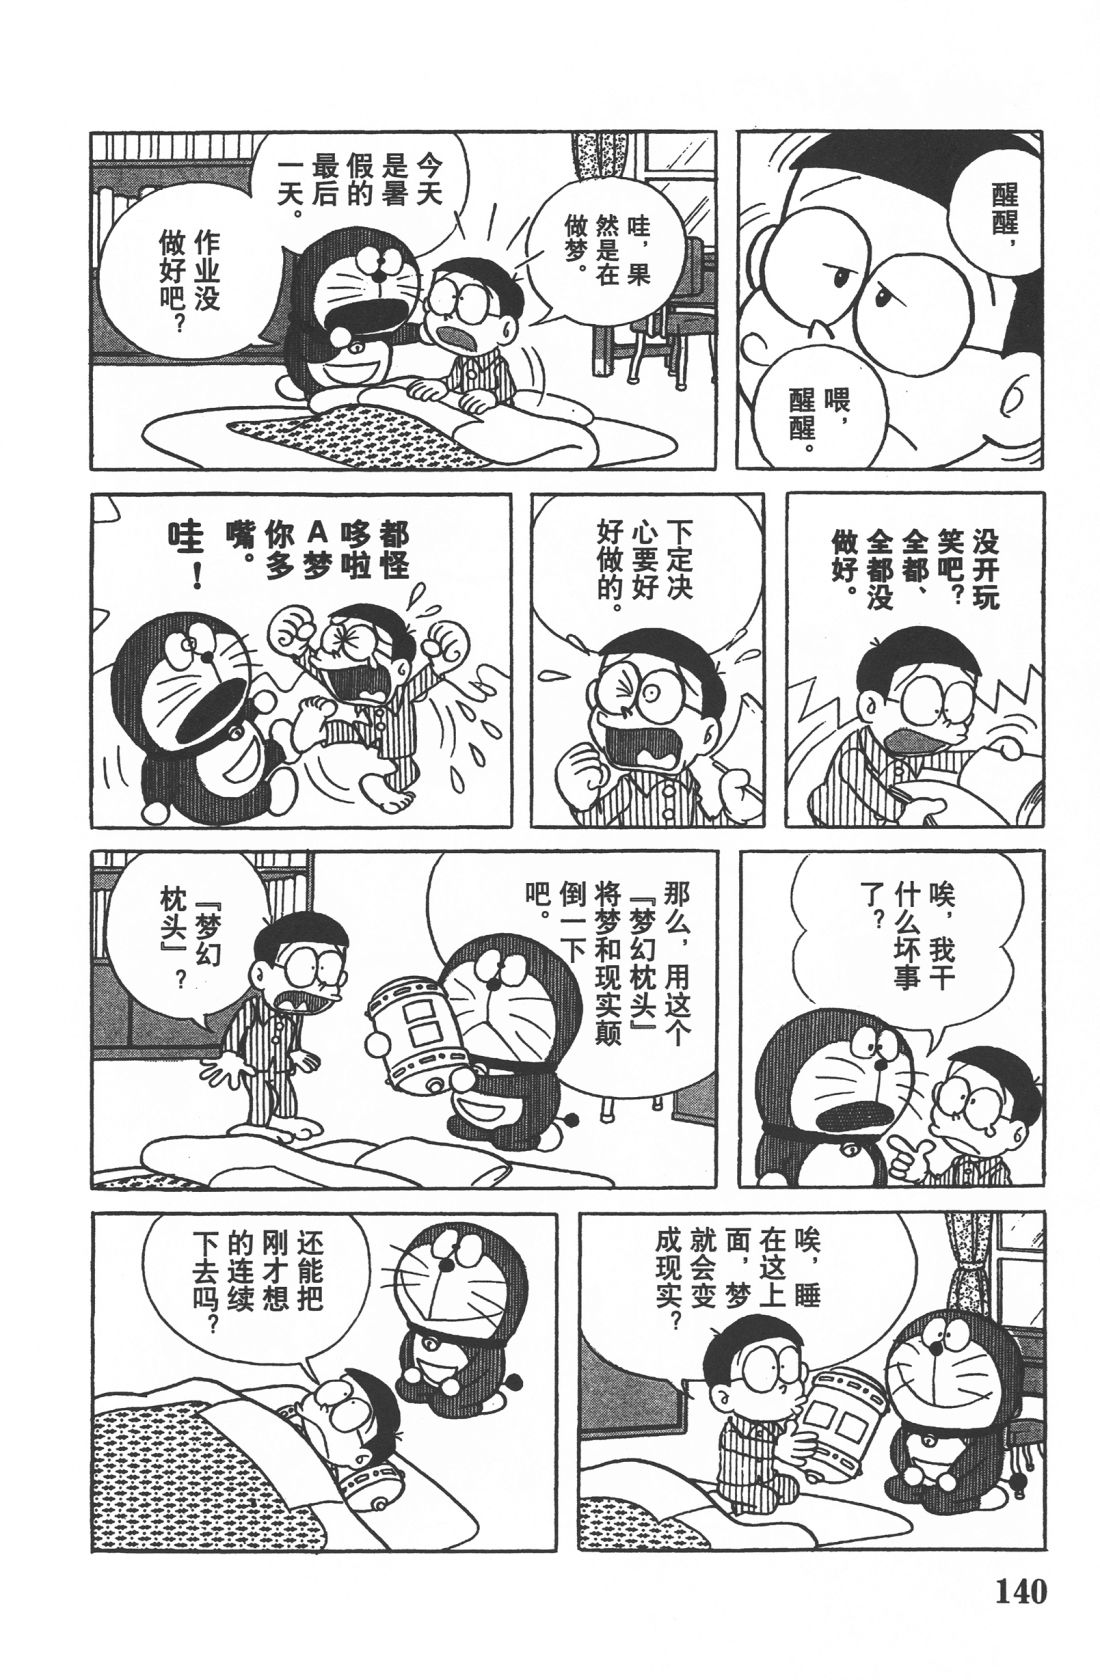 醒醒，
喂，
醒醒。
哇，果
然是在
做梦。
今天
是暑
假的
最后
一天。
作业没
做好吧？
没开玩
笑吧？
全都、
全都没
做好。
下定决
心要好
好做的。
都怪
哆啦
A梦
你多
嘴。
哇！
唉，我干
什么坏事
了？
那么，用这个
『梦幻枕头』
将梦和现实颠
倒一下
吧。
『梦幻
枕头』？
唉，睡
在这上
面，梦
就会变
成现实？
还能把
刚才想
的连续
下去吗？
140